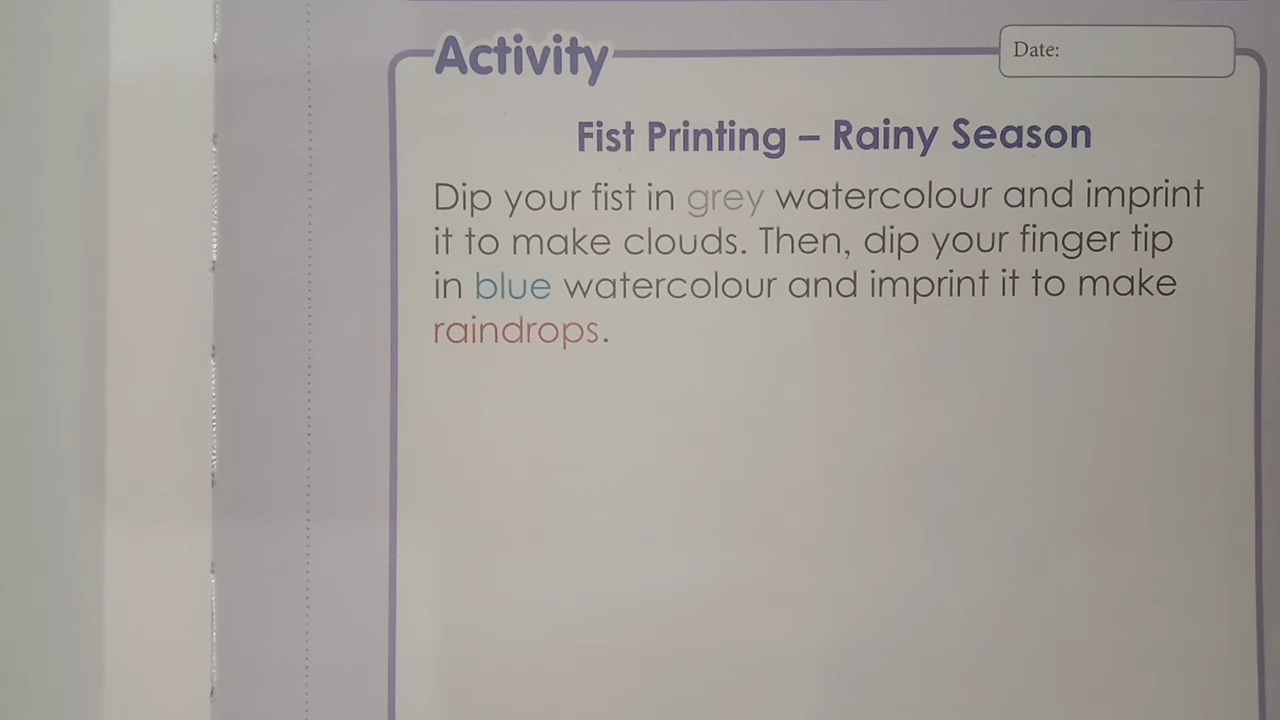 Activity
Date:
Fist Printing – Rainy Season
Dip your fist in grey watercolour and imprint
it to make clouds. Then, dip your finger tip
in blue watercolour and imprint it to make
raindrops.